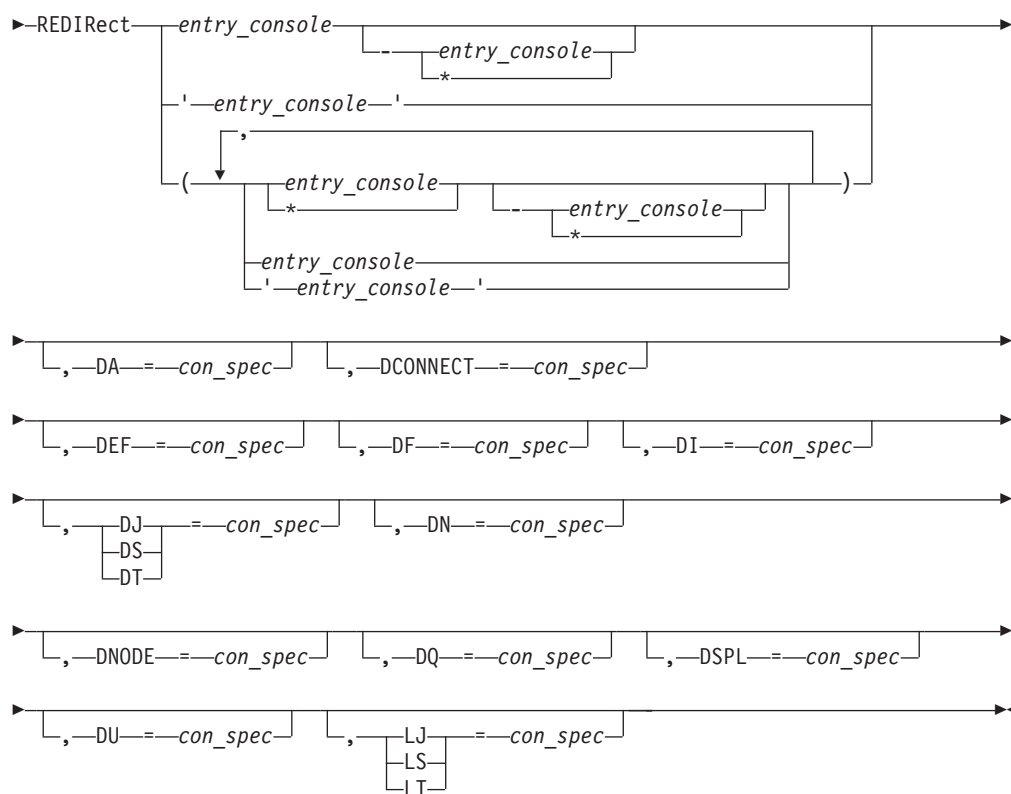 REDIRect entry_console
- entry_console
*
' entry_console '
,
( entry_console - entry_console )
* *
entry_console
' entry_console '
, DA = con_spec , DCONNECT = con_spec
, DEF = con_spec , DF = con_spec , DI = con_spec
, DJ = con_spec , DN = con_spec
DS
DT
, DNODE = con_spec , DQ = con_spec , DSPL = con_spec
, DU = con_spec , LJ = con_spec
LS
LT